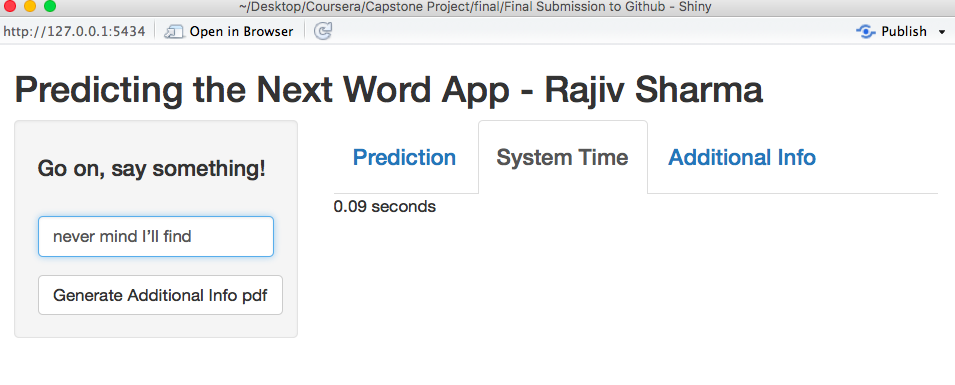 ~/Desktop/Coursera/Capstone Project/final/Final Submission to Github - Shiny
http://127.0.0.1:5434 Open in Browser Publish
Predicting the Next Word App - Rajiv Sharma
Go on, say something!
never mind I’ll find
Generate Additional Info pdf
Prediction System Time Additional Info
0.09 seconds